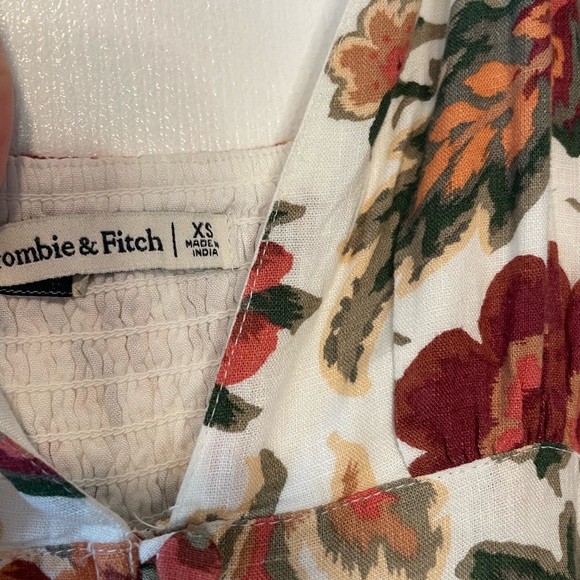 rombie & Fitch
XS
MADE IN
INDIA